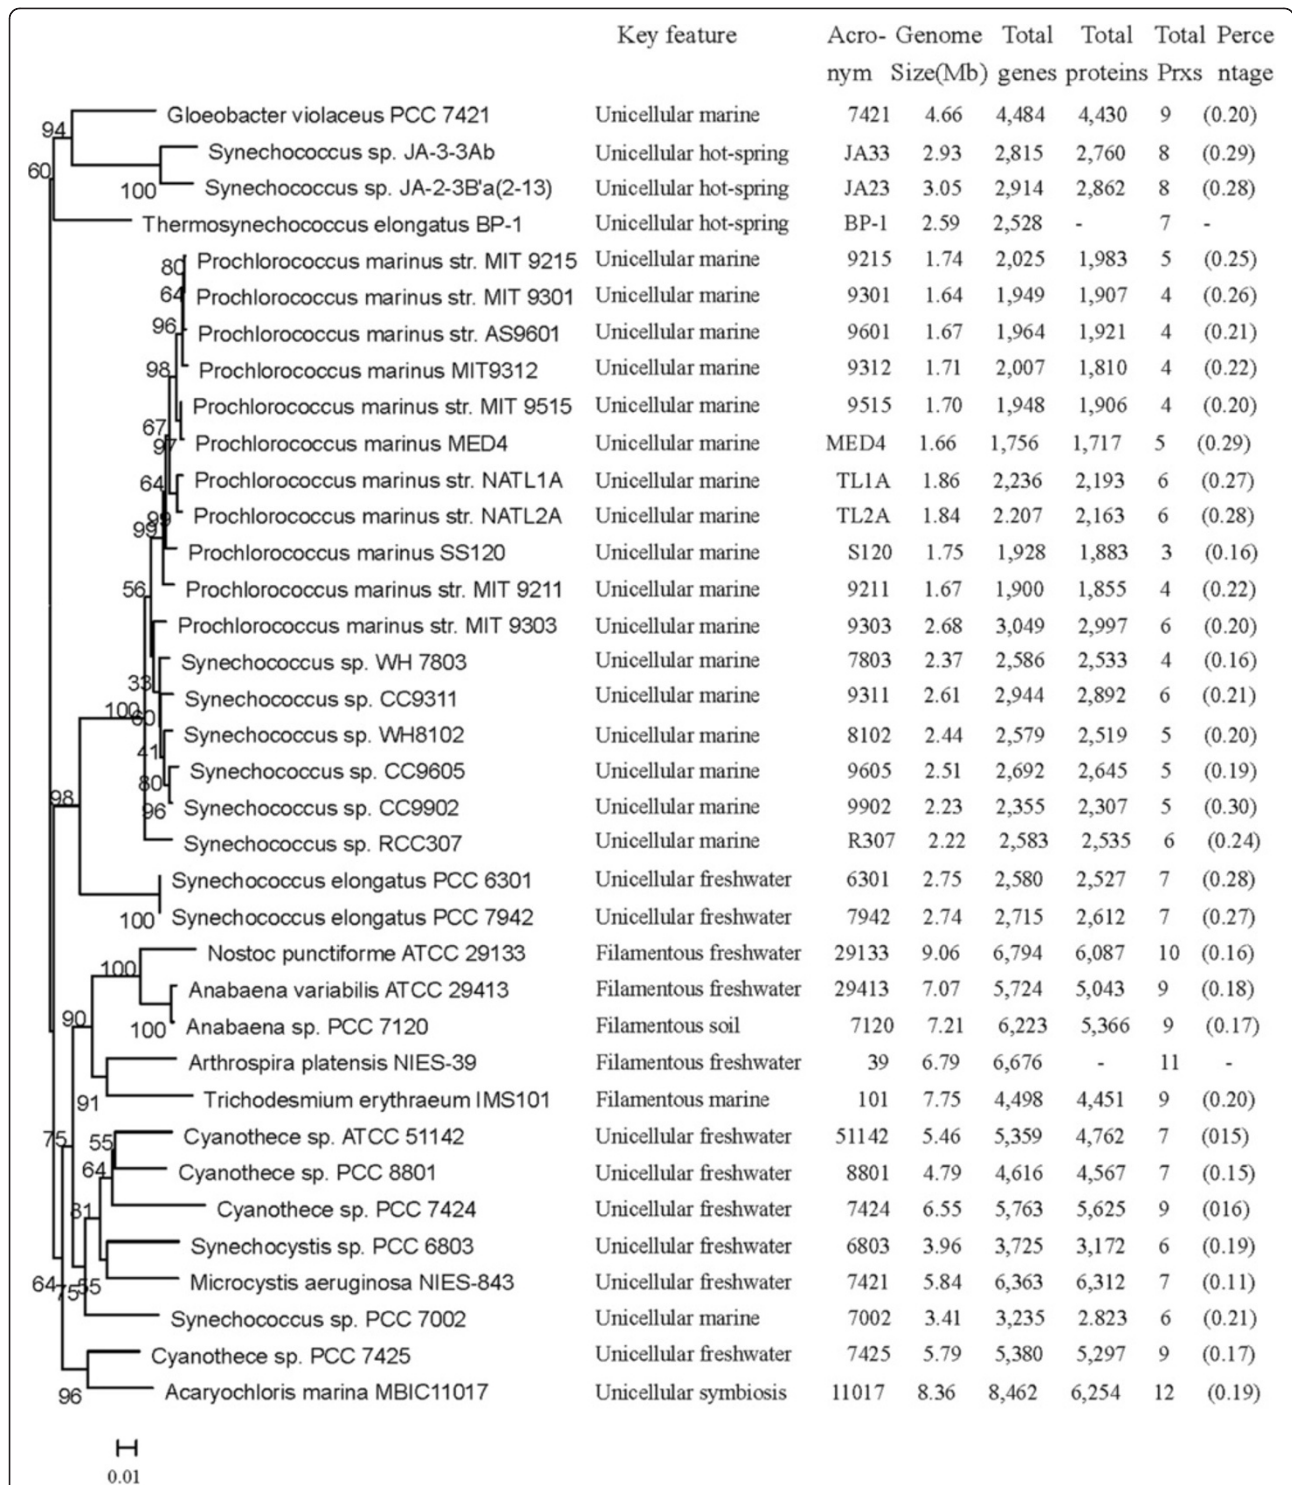 Key feature Acro- Genome Total Total Total Perce
nym Size(Mb) genes proteins Prxs ntage
94 Gloeobacter violaceus PCC 7421 Unicellular marine 7421 4.66 4,484 4,430 9 (0.20)
Synechococcus sp. JA-3-3Ab Unicellular hot-spring JA33 2.93 2,815 2,760 8 (0.29)
60 100 Synechococcus sp. JA-2-3B'a(2-13) Unicellular hot-spring JA23 3.05 2,914 2,862 8 (0.28)
Thermosynechococcus elongatus BP-1 Unicellular hot-spring BP-1 2.59 2,528 - 7 -
80 Prochlorococcus marinus str. MIT 9215 Unicellular marine 9215 1.74 2,025 1,983 5 (0.25)
64 Prochlorococcus marinus str. MIT 9301 Unicellular marine 9301 1.64 1,949 1,907 4 (0.26)
96 Prochlorococcus marinus str. AS9601 Unicellular marine 9601 1.67 1,964 1,921 4 (0.21)
98 Prochlorococcus marinus MIT9312 Unicellular marine 9312 1.71 2,007 1,810 4 (0.22)
Prochlorococcus marinus str. MIT 9515 Unicellular marine 9515 1.70 1,948 1,906 4 (0.20)
67 97 Prochlorococcus marinus MED4 Unicellular marine MED4 1.66 1,756 1,717 5 (0.29)
64 Prochlorococcus marinus str. NATL1A Unicellular marine TL1A 1.86 2,236 2,193 6 (0.27)
99 Prochlorococcus marinus str. NATL2A Unicellular marine TL2A 1.84 2.207 2,163 6 (0.28)
99 Prochlorococcus marinus SS120 Unicellular marine S120 1.75 1,928 1,883 3 (0.16)
56 Prochlorococcus marinus str. MIT 9211 Unicellular marine 9211 1.67 1,900 1,855 4 (0.22)
Prochlorococcus marinus str. MIT 9303 Unicellular marine 9303 2.68 3,049 2,997 6 (0.20)
33 Synechococcus sp. WH 7803 Unicellular marine 7803 2.37 2,586 2,533 4 (0.16)
100 60 Synechococcus sp. CC9311 Unicellular marine 9311 2.61 2,944 2,892 6 (0.21)
41 Synechococcus sp. WH8102 Unicellular marine 8102 2.44 2,579 2,519 5 (0.20)
80 Synechococcus sp. CC9605 Unicellular marine 9605 2.51 2,692 2,645 5 (0.19)
98 96 Synechococcus sp. CC9902 Unicellular marine 9902 2.23 2,355 2,307 5 (0.30)
Synechococcus sp. RCC307 Unicellular marine R307 2.22 2,583 2,535 6 (0.24)
Synechococcus elongatus PCC 6301 Unicellular freshwater 6301 2.75 2,580 2,527 7 (0.28)
100 Synechococcus elongatus PCC 7942 Unicellular freshwater 7942 2.74 2,715 2,612 7 (0.27)
100 Nostoc punctiforme ATCC 29133 Filamentous freshwater 29133 9.06 6,794 6,087 10 (0.16)
Anabaena variabilis ATCC 29413 Filamentous freshwater 29413 7.07 5,724 5,043 9 (0.18)
90 100 Anabaena sp. PCC 7120 Filamentous soil 7120 7.21 6,223 5,366 9 (0.17)
Arthrospira platensis NIES-39 Filamentous freshwater 39 6.79 6,676 - 11 -
91 Trichodesmium erythraeum IMS101 Filamentous marine 101 7.75 4,498 4,451 9 (0.20)
75 55 Cyanothece sp. ATCC 51142 Unicellular freshwater 51142 5.46 5,359 4,762 7 (015)
64 Cyanothece sp. PCC 8801 Unicellular freshwater 8801 4.79 4,616 4,567 7 (0.15)
81 Cyanothece sp. PCC 7424 Unicellular freshwater 7424 6.55 5,763 5,625 9 (016)
Synechocystis sp. PCC 6803 Unicellular freshwater 6803 3.96 3,725 3,172 6 (0.19)
64 75 55 Microcystis aeruginosa NIES-843 Unicellular freshwater 7421 5.84 6,363 6,312 7 (0.11)
Synechococcus sp. PCC 7002 Unicellular marine 7002 3.41 3,235 2.823 6 (0.21)
Cyanothece sp. PCC 7425 Unicellular freshwater 7425 5.79 5,380 5,297 9 (0.17)
96 Acaryochloris marina MBIC11017 Unicellular symbiosis 11017 8.36 8,462 6,254 12 (0.19)
0.01